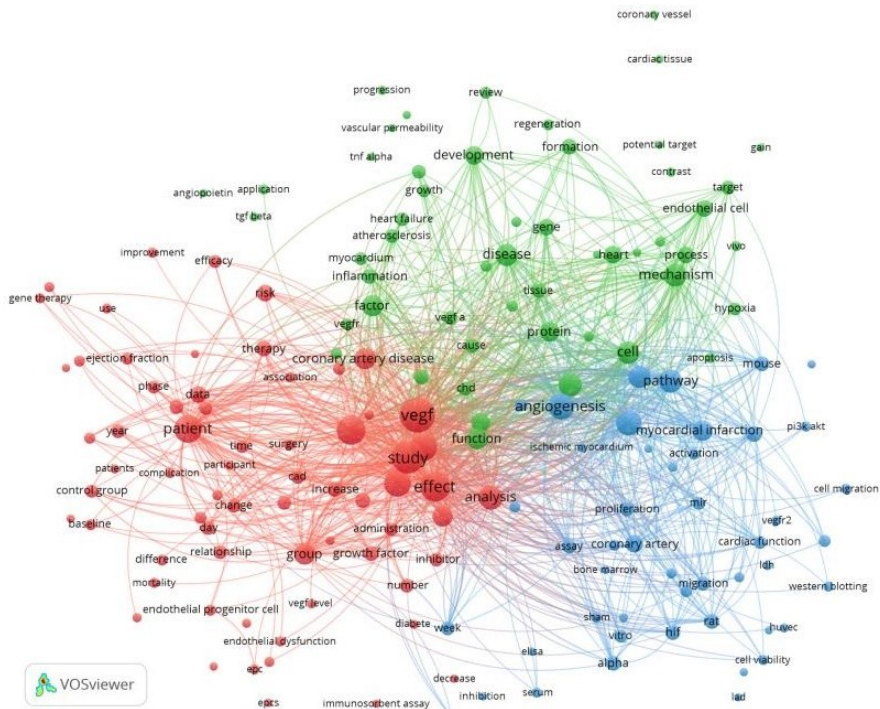 coronary vessel
cardiac tissue
progression
review
vascular permeability
regeneration
development
formation
potential target
gain
tnf alpha
contrast
angiopoietin
application
growth
target
tgf beta
heart failure
endothelial cell
atherosclerosis
gene
improvement
efficacy
myocardium
disease
heart
process
vivo
inflammation
mechanism
gene therapy
use
risk
factor
tissue
hypoxia
vegfr
vegf a
protein
ejection fraction
therapy
coronary artery disease
cause
cell
apoptosis
mouse
phase
association
chd
pathway
data
vegf
angiogenesis
year
patient
function
myocardial infarction
pi3k akt
time
surgery
ischemic myocardium
study
activation
patients
complication
participant
cad
control group
increase
effect
analysis
mir
cell migration
change
proliferation
baseline
day
administration
vegfr2
difference
relationship
group
growth factor
inhibitor
assay
coronary artery
cardiac function
mortality
number
bone marrow
migration
ldh
western blotting
endothelial progenitor cell
vegf level
diabete
week
sham
vitro
hif
rat
huvec
endothelial dysfunction
elisa
epc
decrease
alpha
cell viability
epcs
immunosorbent assay
inhibition
serum
lad
VOSviewer